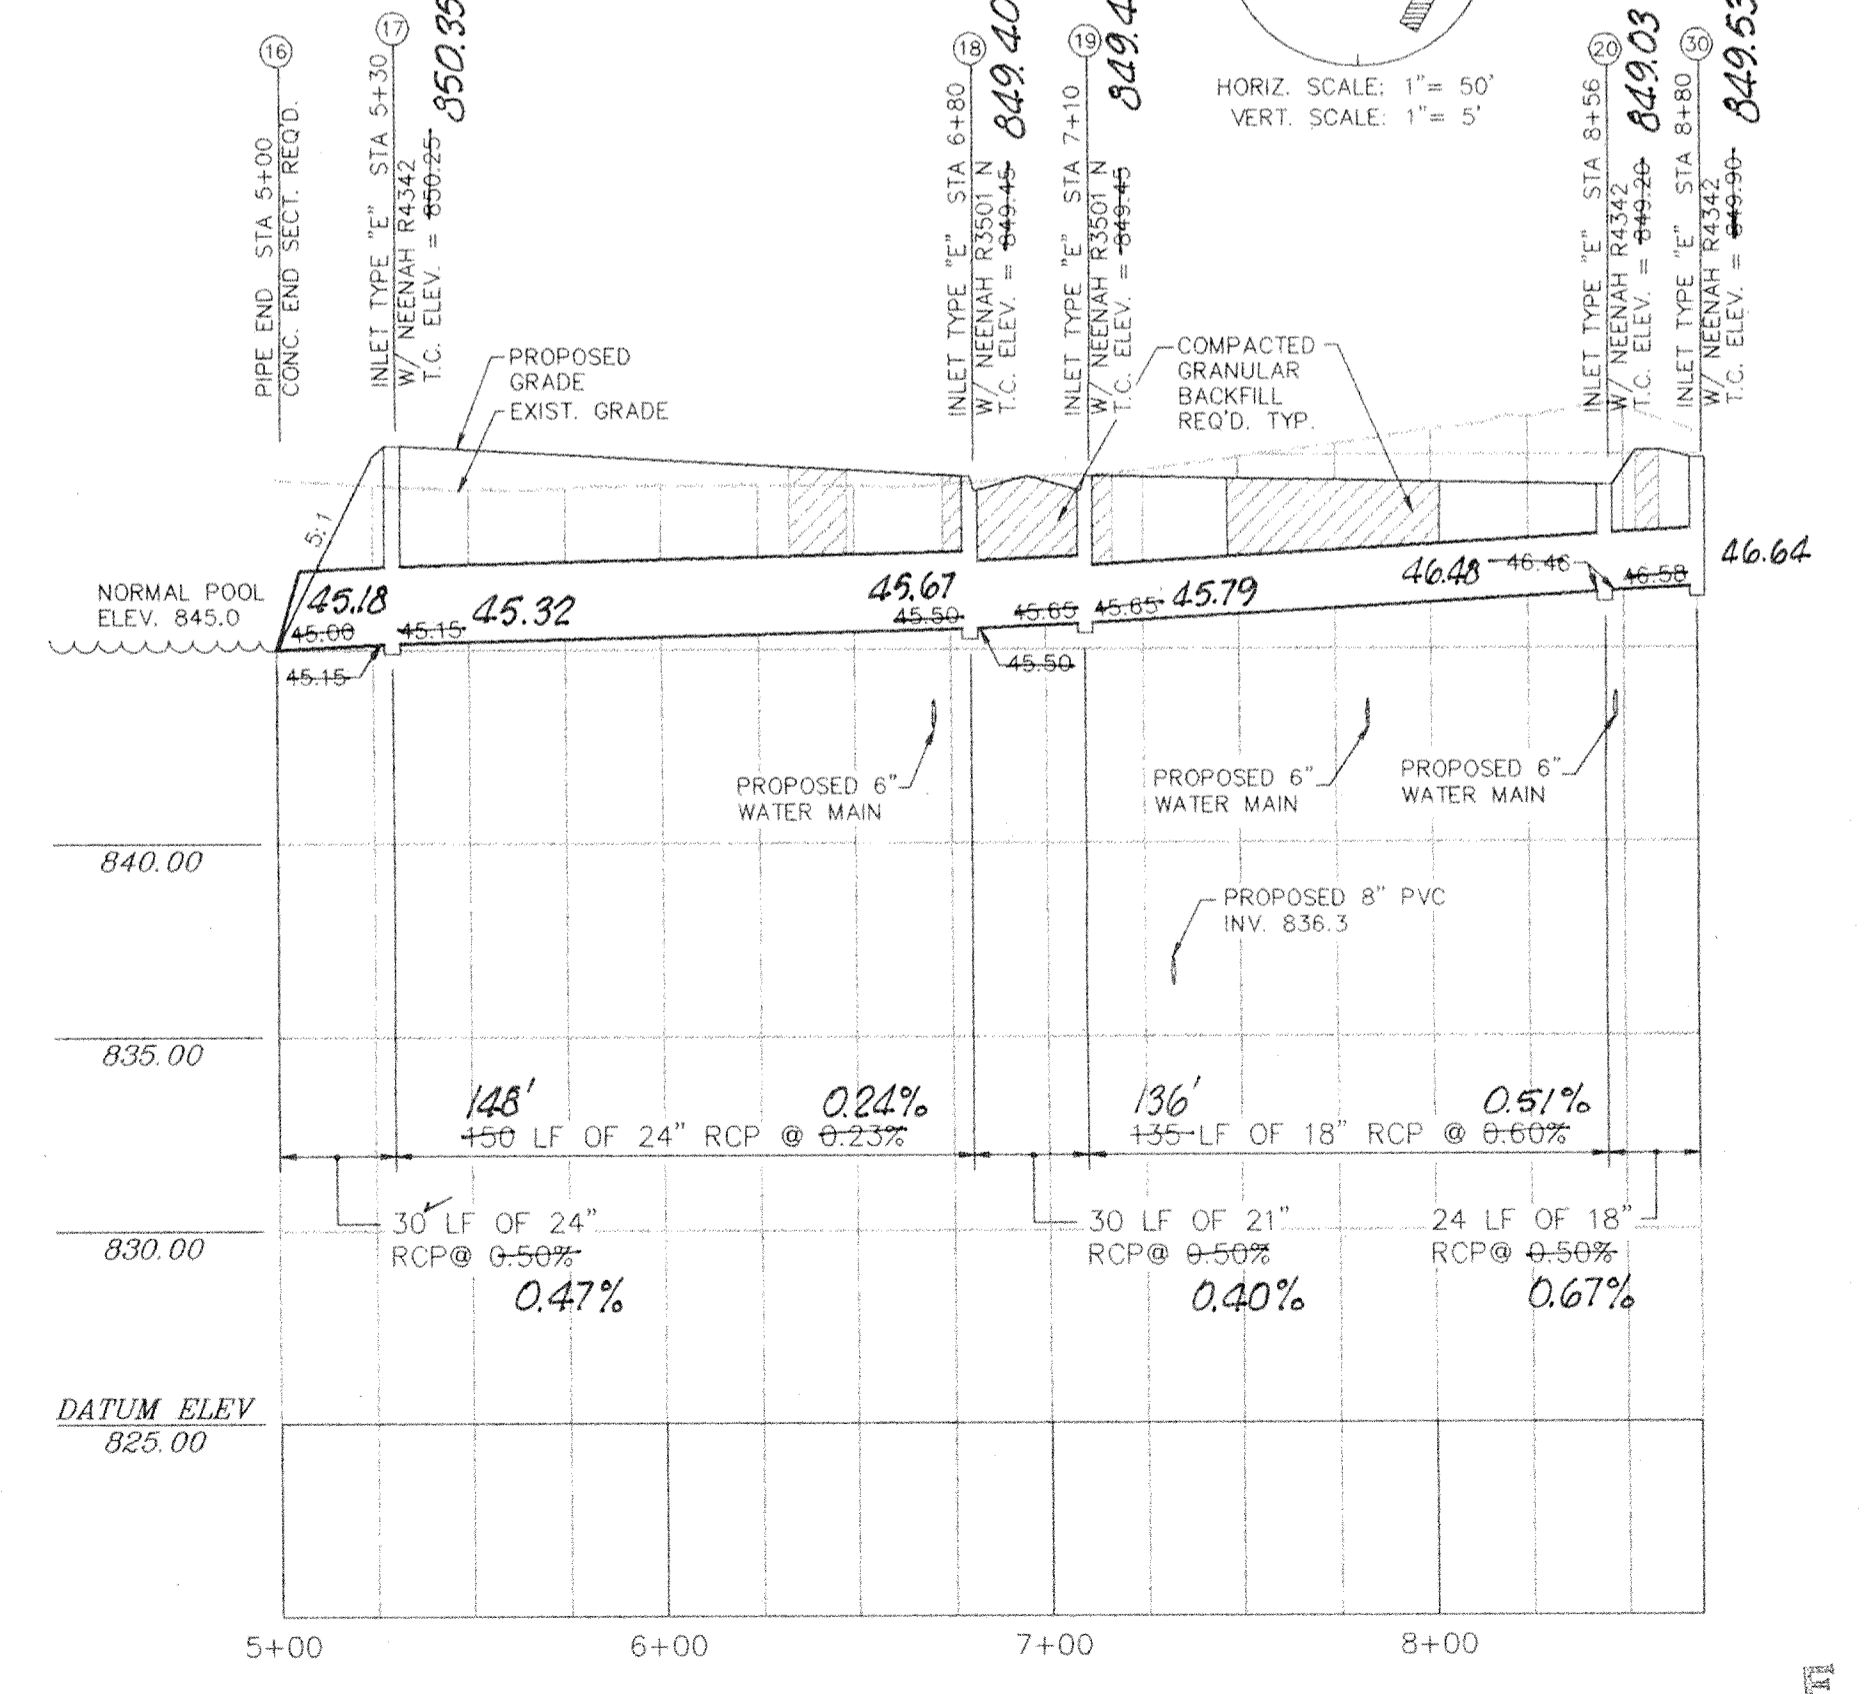 16
PIPE END STA 5+00
CONC. END SECT. REQ'D.
17
INLET TYPE "E" STA 5+30
W/ NEENAH R4342
T.C. ELEV. = 850.25
850.35
18
INLET TYPE "E" STA 6+80
W/ NEENAH R3501 N
T.C. ELEV. = 849.45
849.40
19
INLET TYPE "E" STA 7+10
W/ NEENAH R3501 N
T.C. ELEV. = 849.45
849.4
HORIZ. SCALE: 1"= 50'
VERT. SCALE: 1"= 5'
20
INLET TYPE "E" STA 8+56
W/ NEENAH R4342
T.C. ELEV. = 849.20
849.03
30
INLET TYPE "E" STA 8+80
W/ NEENAH R4342
T.C. ELEV. = 849.90
849.53
PROPOSED
GRADE
EXIST. GRADE
COMPACTED
GRANULAR
BACKFILL
REQ'D. TYP.
5:1
NORMAL POOL
ELEV. 845.0
45.18
45.00
45.15
45.15
45.32
45.67
45.50
45.50
45.65
45.65
45.79
46.48
46.46
46.58
46.64
PROPOSED 6"
WATER MAIN
PROPOSED 6"
WATER MAIN
PROPOSED 6"
WATER MAIN
840.00
PROPOSED 8" PVC
INV. 836.3
835.00
148'
0.24%
150 LF OF 24" RCP @ 0.23%
136'
0.51%
135 LF OF 18" RCP @ 0.60%
30 LF OF 24"
RCP@ 0.50%
0.47%
30 LF OF 21"
RCP@ 0.50%
0.40%
24 LF OF 18"
RCP@ 0.50%
0.67%
830.00
DATUM ELEV
825.00
5+00
6+00
7+00
8+00